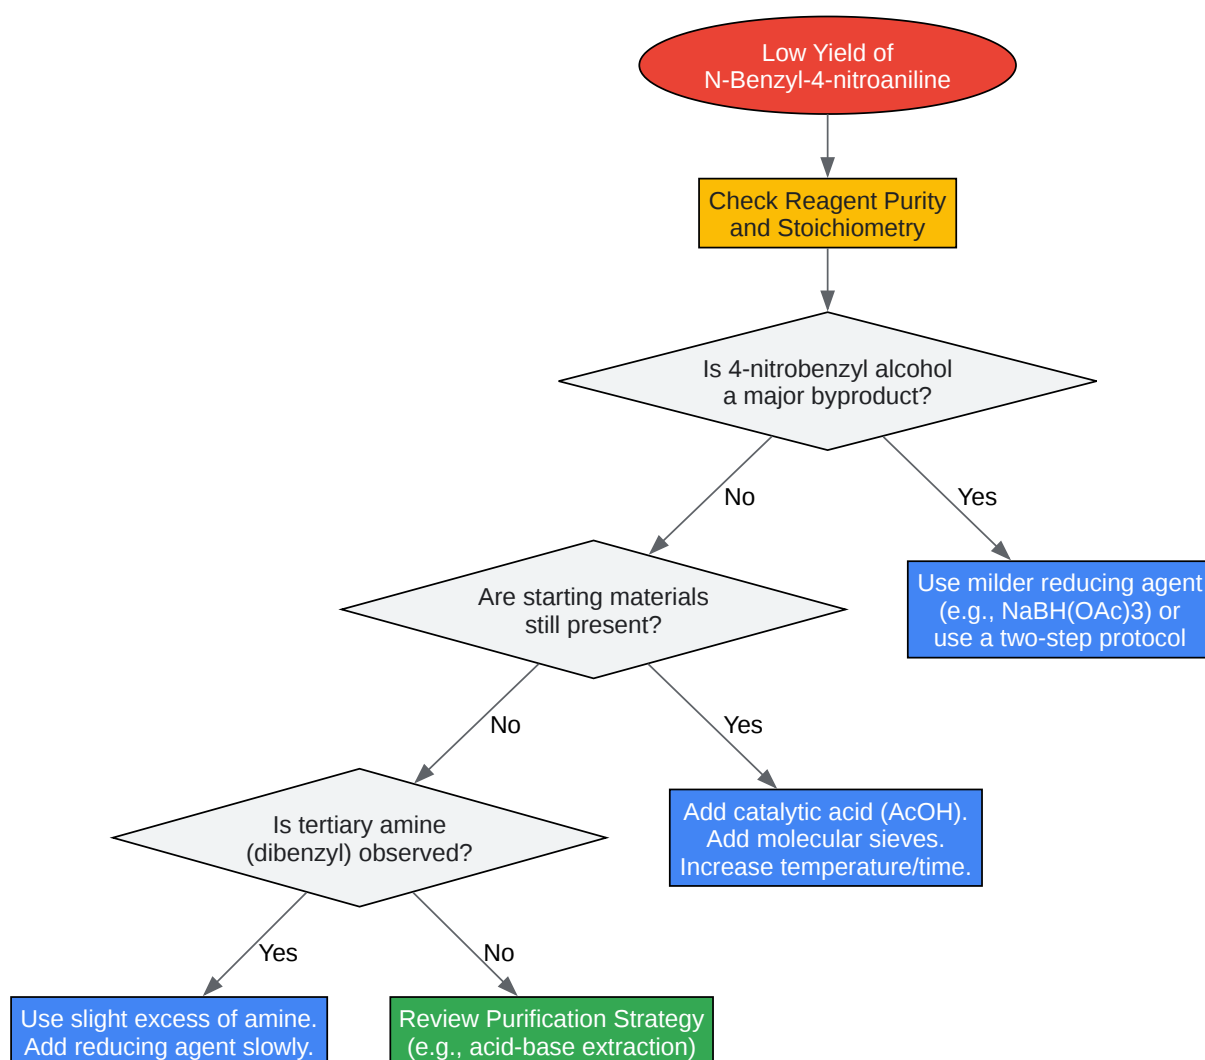 Low Yield of
N-Benzyl-4-nitroaniline
Check Reagent Purity
and Stoichiometry
Is 4-nitrobenzyl alcohol
a major byproduct?
No
Yes
Are starting materials
still present?
Use milder reducing agent
(e.g., NaBH(OAc)3) or
use a two-step protocol
No
Yes
Is tertiary amine
(dibenzyl) observed?
Add catalytic acid (AcOH).
Add molecular sieves.
Increase temperature/time.
Yes
No
Use slight excess of amine.
Add reducing agent slowly.
Review Purification Strategy
(e.g., acid-base extraction)